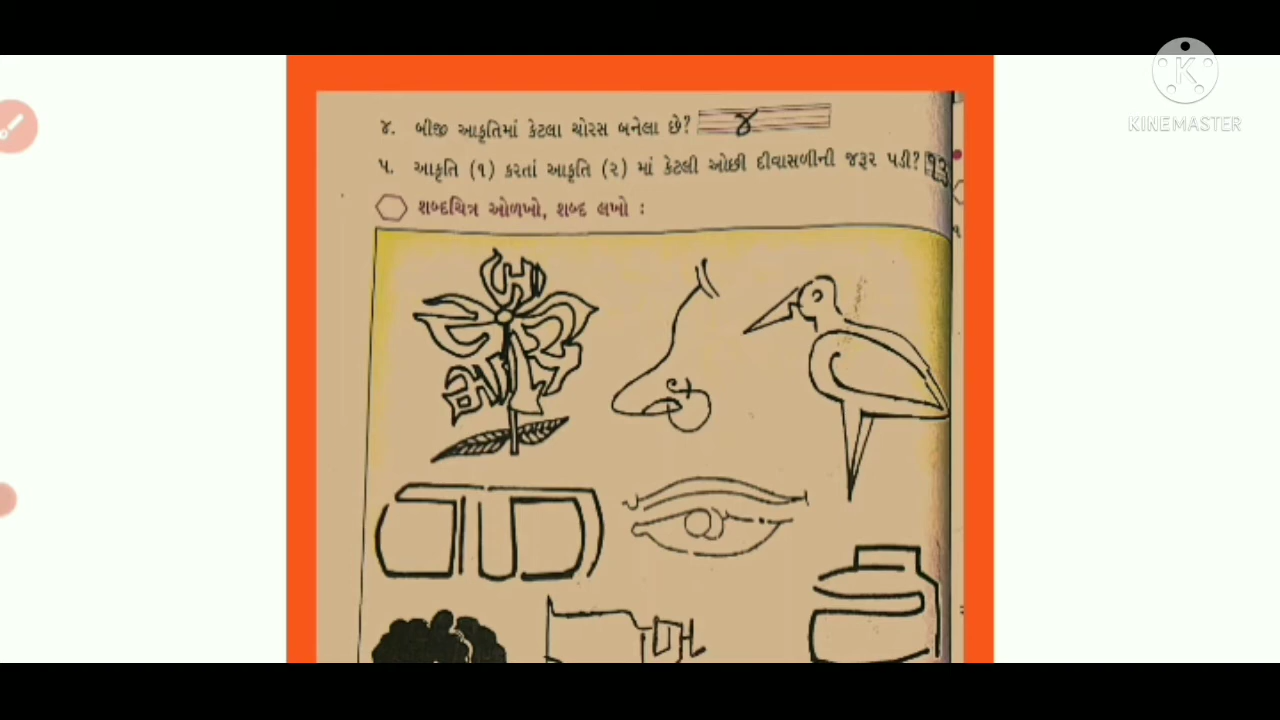 ૪. બીજી આકૃતિમાં કેટલા ચોરસ બનેલા છે? ૪
૫. આકૃતિ (૧) કરતાં આકૃતિ (૨) માં કેટલી ઓછી દીવાસળીની જરૂર પડી? ૧૩
શબ્દચિત્ર ઓળખો, શબ્દ લખો :
KINEMASTER